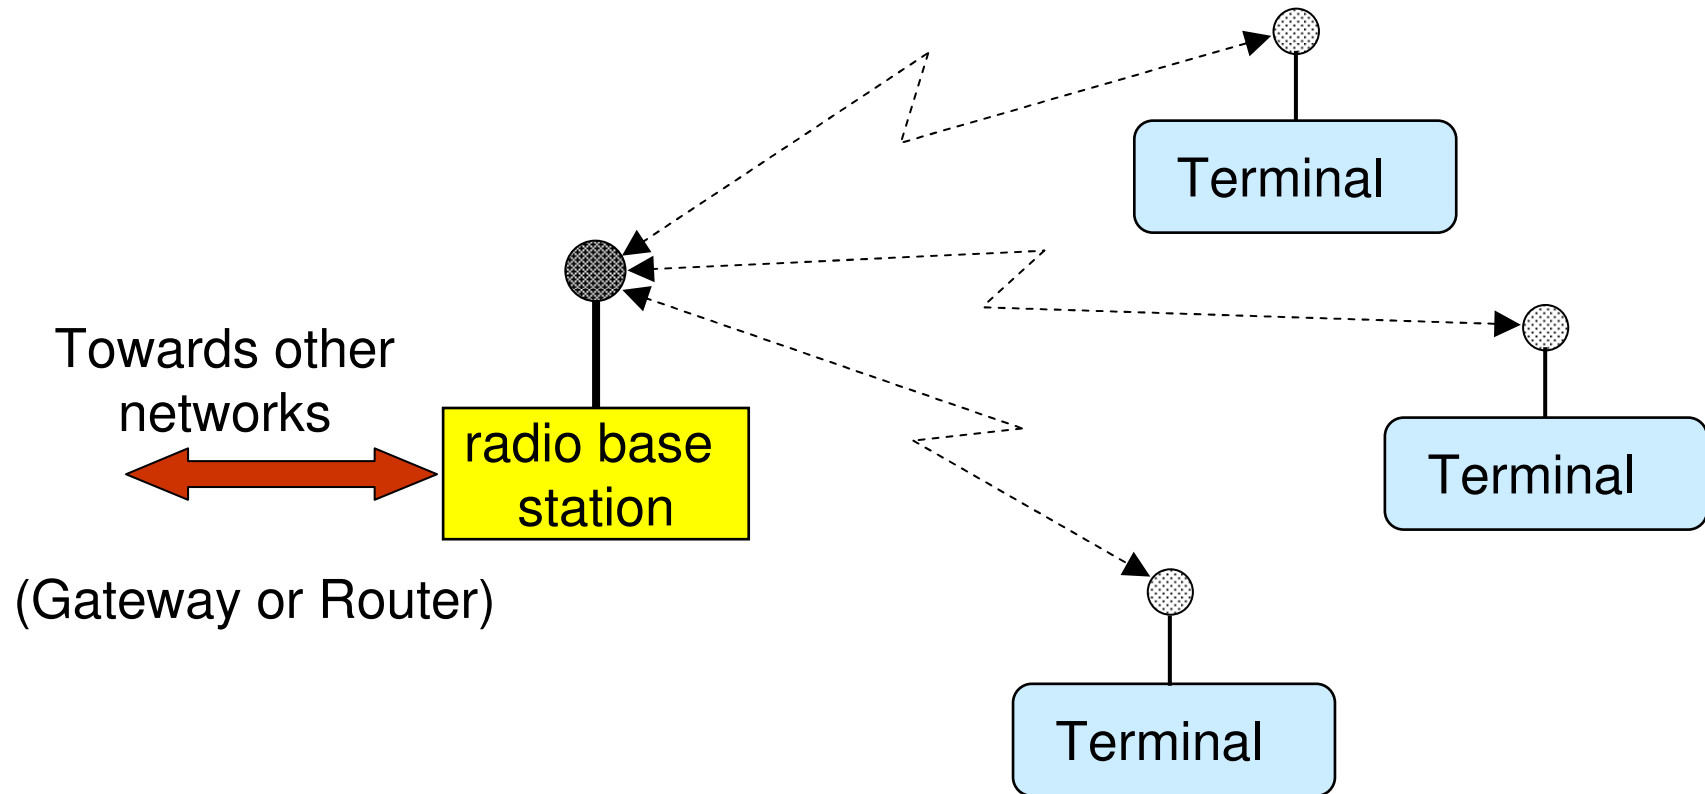 Terminal
Towards other
networks
radio base
station
Terminal
(Gateway or Router)
Terminal